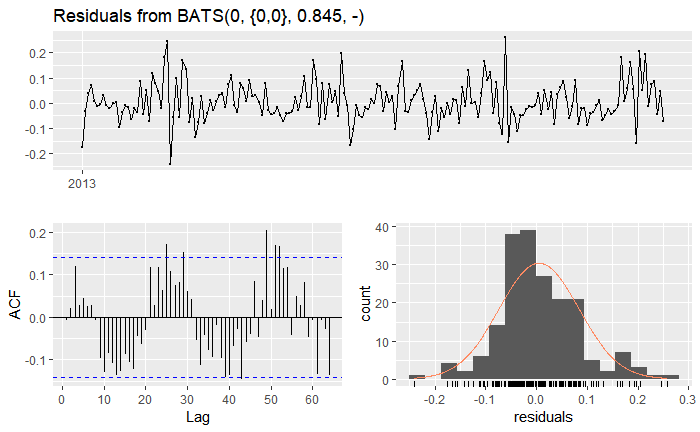 Residuals from BATS(0, {0,0}, 0.845, -)
0.2
0.1
0.0
-0.1
-0.2
2013
ACF
0.2
0.1
0.0
-0.1
0 10 20 30 40 50 60
Lag
count
40
30
20
10
0
-0.2 -0.1 0.0 0.1 0.2 0.3
residuals